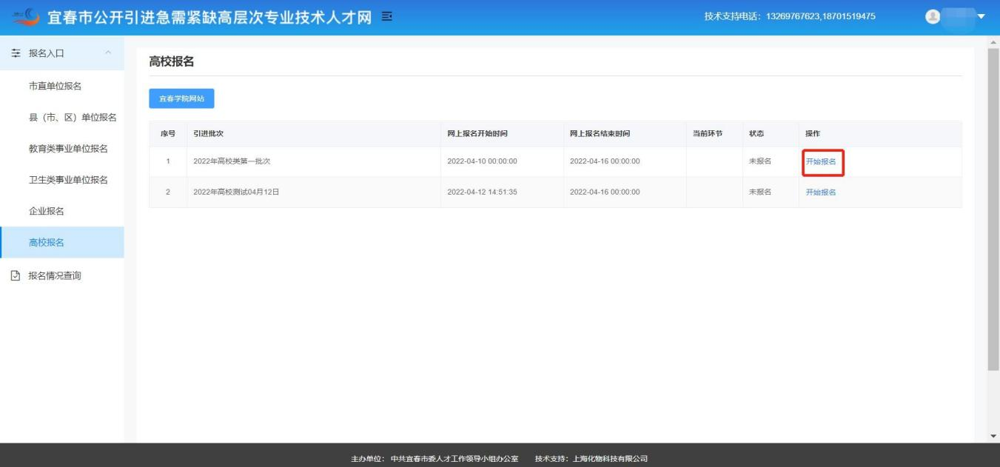 宜春市公开引进急需紧缺高层次专业技术人才网
技术支持电话：13269767623,18701519475
报名入口
市直单位报名
县（市、区）单位报名
教育类事业单位报名
卫生类事业单位报名
企业报名
高校报名
报名情况查询
高校报名
宜春学院网站
序号 引进批次 网上报名开始时间 网上报名结束时间 当前环节 状态 操作
1 2022年高校类第一批次 2022-04-10 00:00:00 2022-04-16 00:00:00 未报名 开始报名
2 2022年高校测试04月12日 2022-04-12 14:51:35 2022-04-16 00:00:00 未报名 开始报名
主办单位： 中共宜春市委人才工作领导小组办公室 技术支持：上海化物科技有限公司